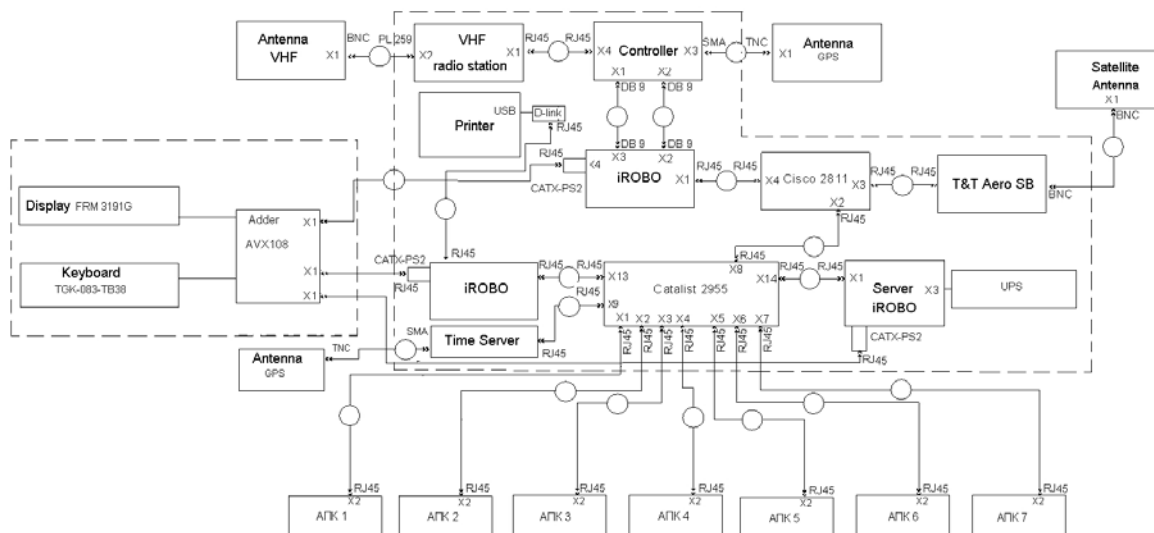 Antenna
VHF
X1
BNC
PL 259
X2
VHF
radio station
X1
RJ45
RJ45
X4
Controller
X3
X1
X2
SMA
TNC
X1
Antenna
GPS
Satellite
Antenna
X1
BNC
DB 9
DB 9
Printer
USB
D-link
RJ45
RJ45
CATX-PS2
DB 9
DB 9
<4
X3
X2
iROBO
X1
RJ45
RJ45
X4
Cisco 2811
X3
X2
RJ45
RJ45
RJ45
T&T Aero SB
BNC
Display FRM 3191G
Keyboard
TGK-083-TB38
Adder
AVX108
X1
X1
X1
CATX-PS2
RJ45
RJ45
iROBO
RJ45
RJ45
X13
RJ45
X8
Catalist 2955
X14
RJ45
RJ45
X1
Server
iROBO
X3
UPS
CATX-PS2
RJ45
RJ45
X9
X1
X2
X3
X4
X5
X6
X7
RJ45
RJ45
RJ45
RJ45
RJ45
RJ45
RJ45
SMA
Time Server
RJ45
TNC
Antenna
GPS
RJ45
X2
АПК 1
RJ45
X2
АПК 2
RJ45
X2
АПК 3
RJ45
X2
АПК 4
RJ45
X2
АПК 5
RJ45
X2
АПК 6
RJ45
X2
АПК 7